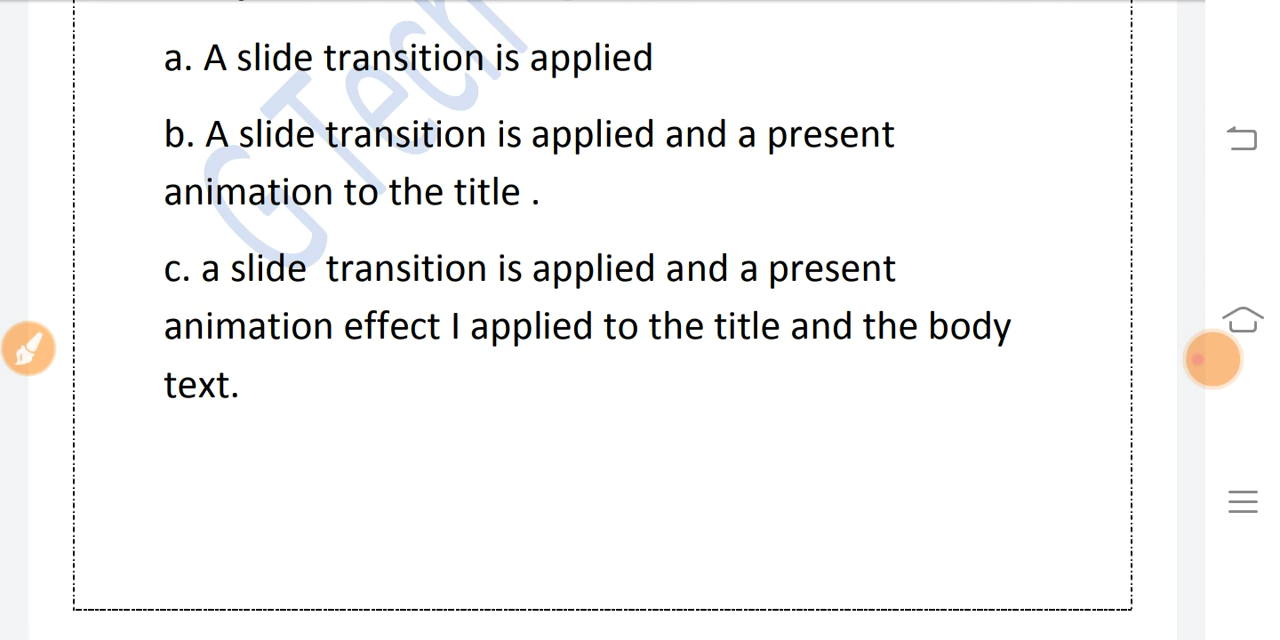 a. A slide transition is applied
b. A slide transition is applied and a present
animation to the title .
c. a slide  transition is applied and a present
animation effect I applied to the title and the body
text.
G Tech